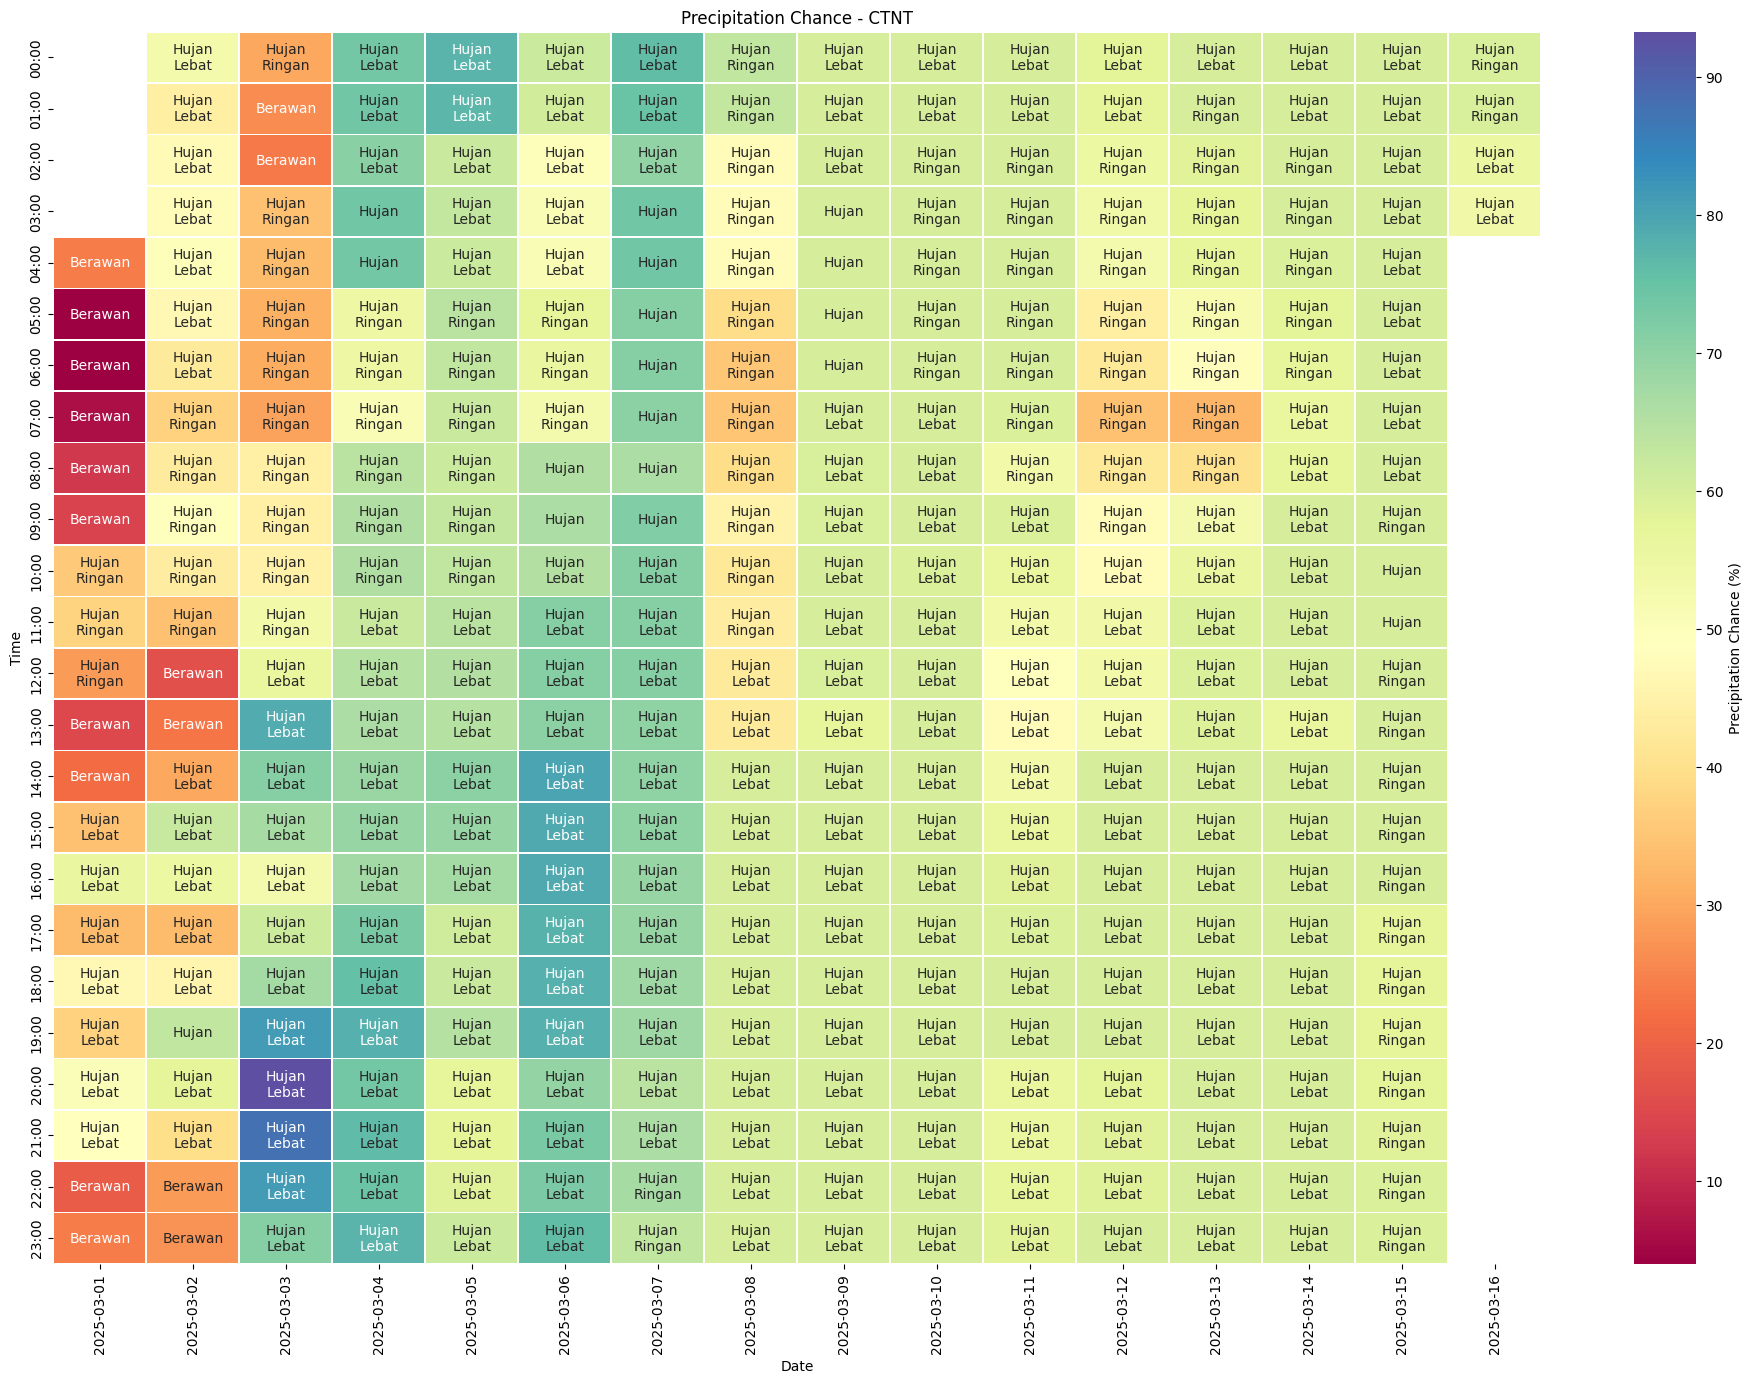 Precipitation Chance - CTNT
00:00 Hujan Lebat Hujan Ringan Hujan Lebat Hujan Lebat Hujan Lebat Hujan Lebat Hujan Ringan Hujan Lebat Hujan Lebat Hujan Lebat Hujan Lebat Hujan Lebat Hujan Lebat Hujan Lebat Hujan Ringan
01:00 Hujan Lebat Berawan Hujan Lebat Hujan Lebat Hujan Lebat Hujan Lebat Hujan Ringan Hujan Lebat Hujan Lebat Hujan Lebat Hujan Lebat Hujan Ringan Hujan Lebat Hujan Lebat Hujan Ringan
02:00 Hujan Lebat Berawan Hujan Lebat Hujan Lebat Hujan Lebat Hujan Lebat Hujan Ringan Hujan Lebat Hujan Ringan Hujan Ringan Hujan Ringan Hujan Ringan Hujan Ringan Hujan Lebat Hujan Lebat
03:00 Hujan Lebat Hujan Ringan Hujan Hujan Lebat Hujan Lebat Hujan Hujan Ringan Hujan Hujan Ringan Hujan Ringan Hujan Ringan Hujan Ringan Hujan Ringan Hujan Lebat Hujan Lebat
04:00 Berawan Hujan Lebat Hujan Ringan Hujan Hujan Lebat Hujan Lebat Hujan Hujan Ringan Hujan Hujan Ringan Hujan Ringan Hujan Ringan Hujan Ringan Hujan Ringan Hujan Lebat
05:00 Berawan Hujan Lebat Hujan Ringan Hujan Ringan Hujan Ringan Hujan Ringan Hujan Hujan Ringan Hujan Hujan Ringan Hujan Ringan Hujan Ringan Hujan Ringan Hujan Ringan Hujan Lebat
06:00 Berawan Hujan Lebat Hujan Ringan Hujan Ringan Hujan Ringan Hujan Ringan Hujan Hujan Ringan Hujan Hujan Ringan Hujan Ringan Hujan Ringan Hujan Ringan Hujan Ringan Hujan Lebat
07:00 Berawan Hujan Ringan Hujan Ringan Hujan Ringan Hujan Ringan Hujan Ringan Hujan Hujan Ringan Hujan Lebat Hujan Lebat Hujan Ringan Hujan Ringan Hujan Ringan Hujan Lebat Hujan Lebat
08:00 Berawan Hujan Ringan Hujan Ringan Hujan Ringan Hujan Ringan Hujan Hujan Hujan Ringan Hujan Lebat Hujan Lebat Hujan Ringan Hujan Ringan Hujan Ringan Hujan Lebat Hujan Lebat
09:00 Berawan Hujan Ringan Hujan Ringan Hujan Ringan Hujan Ringan Hujan Hujan Hujan Ringan Hujan Lebat Hujan Lebat Hujan Lebat Hujan Ringan Hujan Lebat Hujan Lebat Hujan Ringan
10:00 Hujan Ringan Hujan Ringan Hujan Ringan Hujan Ringan Hujan Ringan Hujan Lebat Hujan Lebat Hujan Ringan Hujan Lebat Hujan Lebat Hujan Lebat Hujan Lebat Hujan Lebat Hujan Lebat Hujan
11:00 Hujan Ringan Hujan Ringan Hujan Ringan Hujan Lebat Hujan Lebat Hujan Lebat Hujan Lebat Hujan Ringan Hujan Lebat Hujan Lebat Hujan Lebat Hujan Lebat Hujan Lebat Hujan Lebat Hujan
12:00 Hujan Ringan Berawan Hujan Lebat Hujan Lebat Hujan Lebat Hujan Lebat Hujan Lebat Hujan Lebat Hujan Lebat Hujan Lebat Hujan Lebat Hujan Lebat Hujan Lebat Hujan Lebat Hujan Ringan
13:00 Berawan Berawan Hujan Lebat Hujan Lebat Hujan Lebat Hujan Lebat Hujan Lebat Hujan Lebat Hujan Lebat Hujan Lebat Hujan Lebat Hujan Lebat Hujan Lebat Hujan Lebat Hujan Ringan
14:00 Berawan Hujan Lebat Hujan Lebat Hujan Lebat Hujan Lebat Hujan Lebat Hujan Lebat Hujan Lebat Hujan Lebat Hujan Lebat Hujan Lebat Hujan Lebat Hujan Lebat Hujan Lebat Hujan Ringan
15:00 Hujan Lebat Hujan Lebat Hujan Lebat Hujan Lebat Hujan Lebat Hujan Lebat Hujan Lebat Hujan Lebat Hujan Lebat Hujan Lebat Hujan Lebat Hujan Lebat Hujan Lebat Hujan Lebat Hujan Ringan
16:00 Hujan Lebat Hujan Lebat Hujan Lebat Hujan Lebat Hujan Lebat Hujan Lebat Hujan Lebat Hujan Lebat Hujan Lebat Hujan Lebat Hujan Lebat Hujan Lebat Hujan Lebat Hujan Lebat Hujan Ringan
17:00 Hujan Lebat Hujan Lebat Hujan Lebat Hujan Lebat Hujan Lebat Hujan Lebat Hujan Lebat Hujan Lebat Hujan Lebat Hujan Lebat Hujan Lebat Hujan Lebat Hujan Lebat Hujan Lebat Hujan Ringan
18:00 Hujan Lebat Hujan Lebat Hujan Lebat Hujan Lebat Hujan Lebat Hujan Lebat Hujan Lebat Hujan Lebat Hujan Lebat Hujan Lebat Hujan Lebat Hujan Lebat Hujan Lebat Hujan Lebat Hujan Ringan
19:00 Hujan Lebat Hujan Hujan Lebat Hujan Lebat Hujan Lebat Hujan Lebat Hujan Lebat Hujan Lebat Hujan Lebat Hujan Lebat Hujan Lebat Hujan Lebat Hujan Lebat Hujan Lebat Hujan Ringan
20:00 Hujan Lebat Hujan Lebat Hujan Lebat Hujan Lebat Hujan Lebat Hujan Lebat Hujan Lebat Hujan Lebat Hujan Lebat Hujan Lebat Hujan Lebat Hujan Lebat Hujan Lebat Hujan Lebat Hujan Ringan
21:00 Hujan Lebat Hujan Lebat Hujan Lebat Hujan Lebat Hujan Lebat Hujan Lebat Hujan Lebat Hujan Lebat Hujan Lebat Hujan Lebat Hujan Lebat Hujan Lebat Hujan Lebat Hujan Lebat Hujan Ringan
22:00 Berawan Berawan Hujan Lebat Hujan Lebat Hujan Lebat Hujan Lebat Hujan Ringan Hujan Lebat Hujan Lebat Hujan Lebat Hujan Lebat Hujan Lebat Hujan Lebat Hujan Lebat Hujan Ringan
23:00 Berawan Berawan Hujan Lebat Hujan Lebat Hujan Lebat Hujan Lebat Hujan Ringan Hujan Lebat Hujan Lebat Hujan Lebat Hujan Lebat Hujan Lebat Hujan Lebat Hujan Lebat Hujan Ringan
Time
2025-03-01 2025-03-02 2025-03-03 2025-03-04 2025-03-05 2025-03-06 2025-03-07 2025-03-08 2025-03-09 2025-03-10 2025-03-11 2025-03-12 2025-03-13 2025-03-14 2025-03-15 2025-03-16
Date
90
80
70
60
50
40
30
20
10
Precipitation Chance (%)